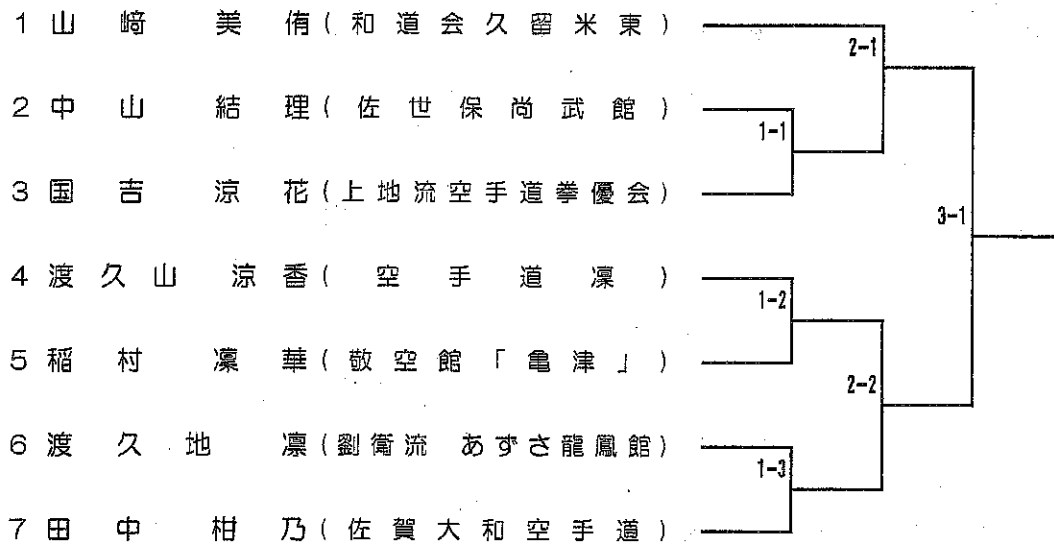 1 山﨑 美侑(和道会久留米東)
2-1
2 中山 結理(佐世保尚武館)
1-1
3 国吉 涼花(上地流空手道拳優会)
3-1
4 渡久山 涼香(空手道凜)
1-2
5 稲村 凜華(敬空館「亀津」)
2-2
6 渡久地 凜(劉衛流 あずさ龍鳳館)
1-3
7 田中 柑乃(佐賀大和空手道)